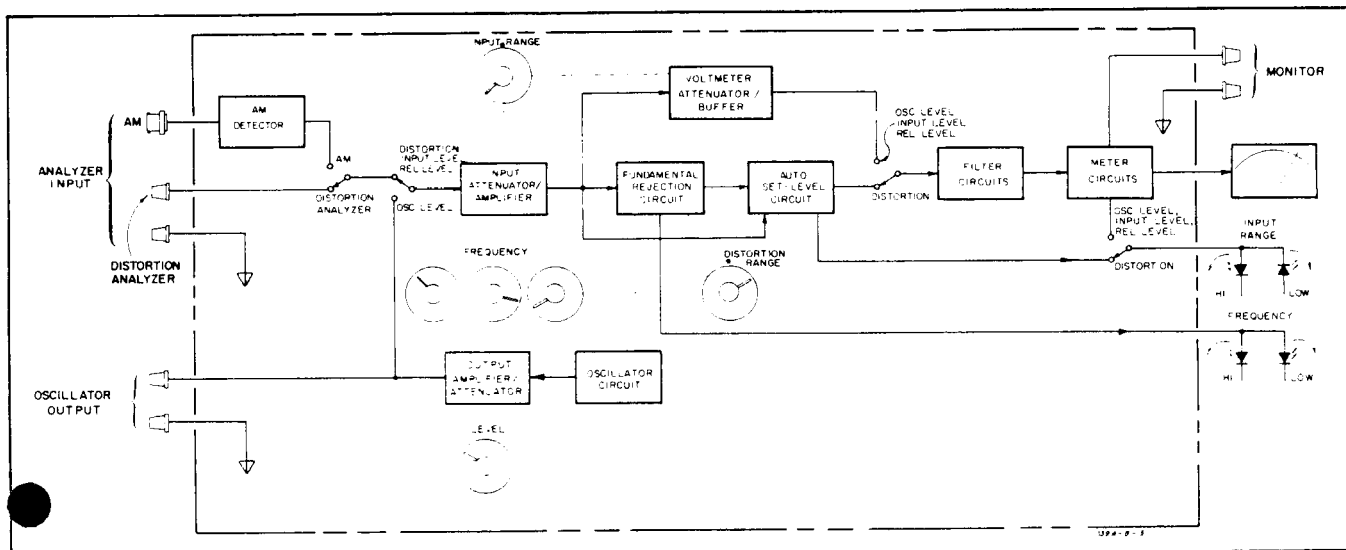 INPUT RANGE
VOLTMETER
ATTENUATOR /
BUFFER
MONITOR
AM
AM
DETECTOR
OSC LEVEL,
INPUT LEVEL,
REL LEVEL
ANALYZER
INPUT
AM
DISTORTION
ANALYZER
DISTORTION,
INPUT LEVEL,
REL LEVEL
OSC LEVEL
INPUT
ATTENUATOR/
AMPLIFIER
FUNDAMENTAL
REJECTION
CIRCUIT
AUTO
SET-LEVEL
CIRCUIT
DISTORTION
FILTER
CIRCUITS
METER
CIRCUITS
OSC LEVEL,
INPUT LEVEL,
REL LEVEL
DISTORTION
INPUT
RANGE
HI
LOW
DISTORTION
ANALYZER
FREQUENCY
DISTORTION
RANGE
FREQUENCY
HI
LOW
OSCILLATOR
OUTPUT
OUTPUT
AMPLIFIER/
ATTENUATOR
OSCILLATOR
CIRCUIT
LEVEL